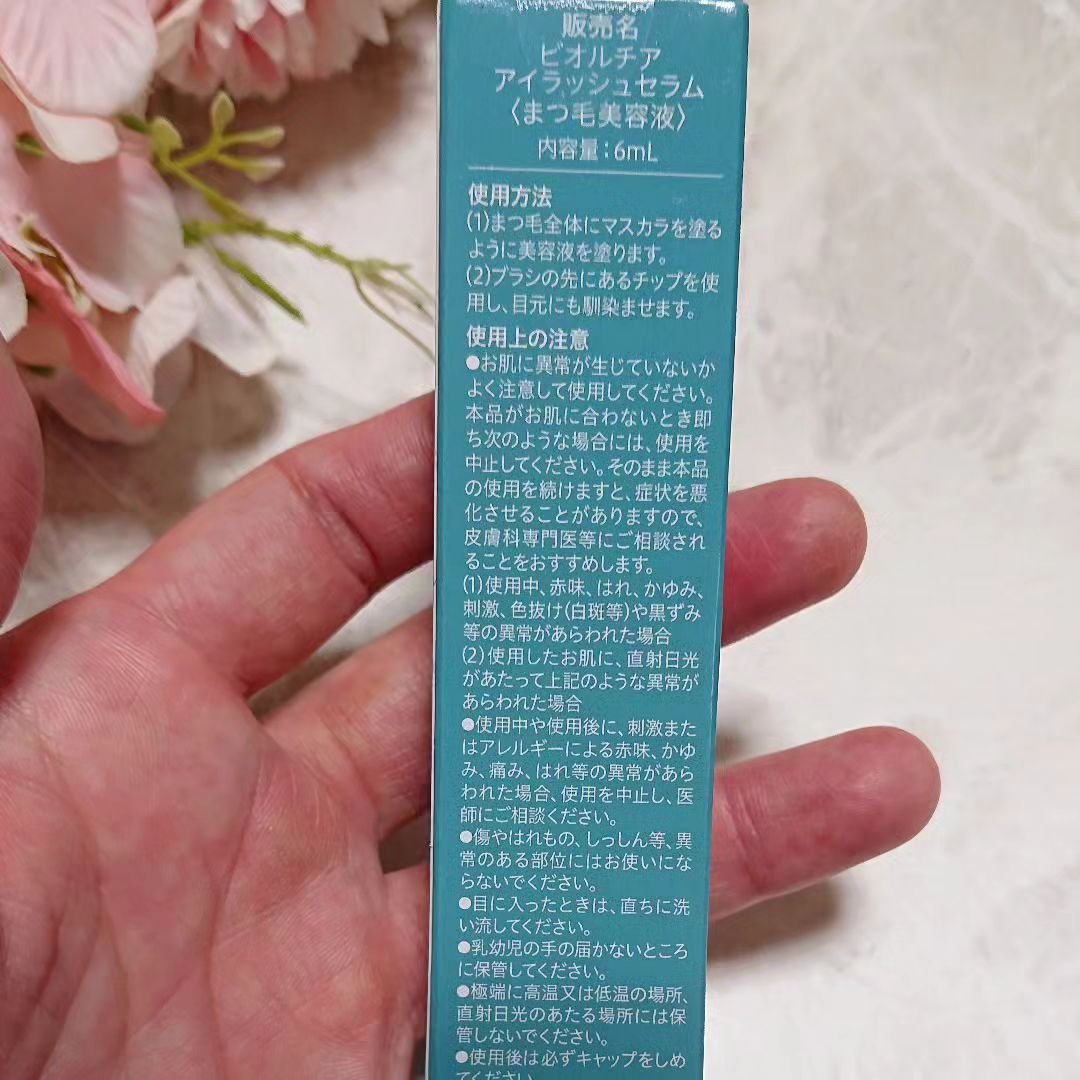 販売名
ビオルチア
アイラッシュセラム
〈まつ毛美容液〉
内容量：6mL
使用方法
(1)まつ毛全体にマスカラを塗る
ように美容液を塗ります。
(2)ブラシの先にあるチップを使
用し、目元にも馴染ませます。
使用上の注意
●お肌に異常が生じていないか
よく注意して使用してください。
本品がお肌に合わないとき即
ち次のような場合には、使用を
中止してください。そのまま本品
の使用を続けますと、症状を悪
化させることがありますので、
皮膚科専門医等にご相談され
ることをおすすめします。
(1)使用中、赤味、はれ、かゆみ、
刺激、色抜け(白斑等)や黒ずみ
等の異常があらわれた場合
(2)使用したお肌に、直射日光
があたって上記のような異常が
あらわれた場合
●使用中や使用後に、刺激また
はアレルギーによる赤味、かゆ
み、痛み、はれ等の異常があら
われた場合、使用を中止し、医
師にご相談ください。
●傷やはれもの、しっしん等、異
常のある部位にはお使いにな
らないでください。
●目に入ったときは、直ちに洗
い流してください。
●乳幼児の手の届かないところ
に保管してください。
●極端に高温又は低温の場所、
直射日光のあたる場所には保
管しないでください。
●使用後は必ずキャップをしめ
てください